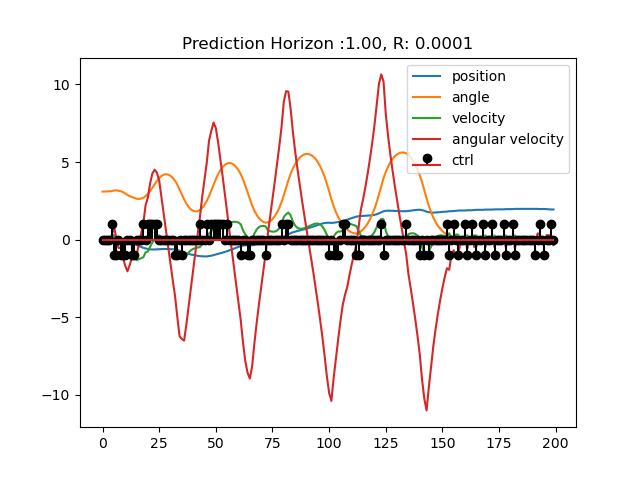 Prediction Horizon :1.00, R: 0.0001
position
angle
velocity
angular velocity
ctrl
10
5
0
−5
−10
0 25 50 75 100 125 150 175 200